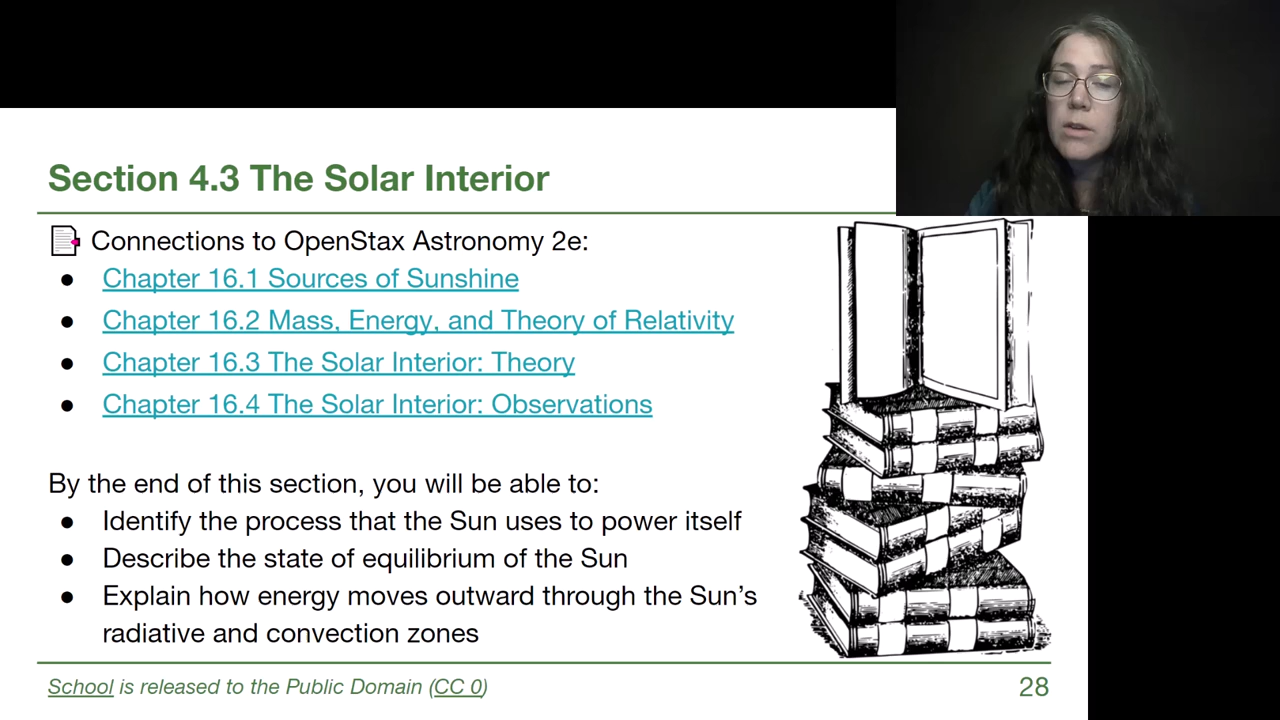 Section 4.3 The Solar Interior
Connections to OpenStax Astronomy 2e:
● Chapter 16.1 Sources of Sunshine
● Chapter 16.2 Mass, Energy, and Theory of Relativity
● Chapter 16.3 The Solar Interior: Theory
● Chapter 16.4 The Solar Interior: Observations
By the end of this section, you will be able to:
● Identify the process that the Sun uses to power itself
● Describe the state of equilibrium of the Sun
● Explain how energy moves outward through the Sun’s
radiative and convection zones
School is released to the Public Domain (CC 0)
28